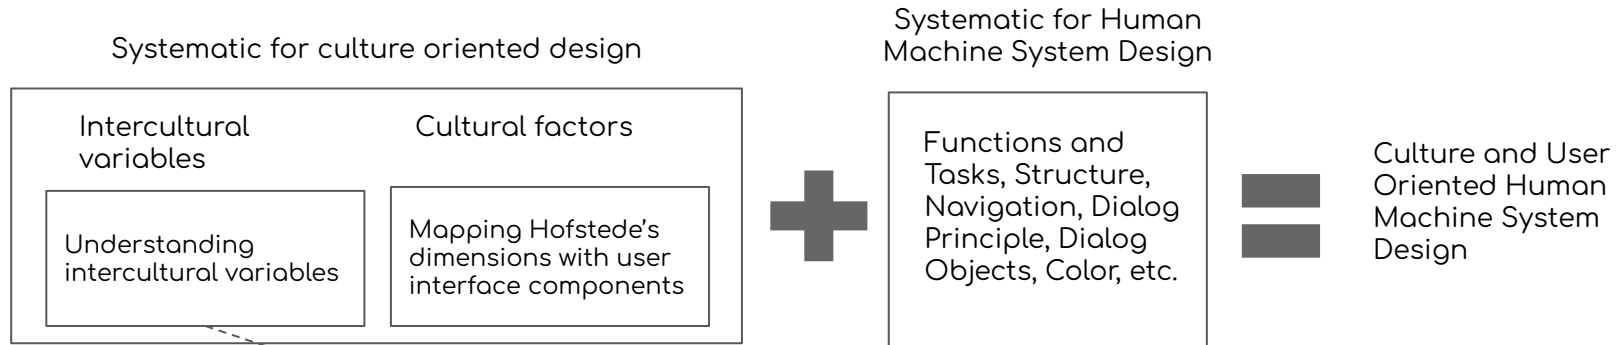 Systematic for culture oriented design
Intercultural
variables
Understanding
intercultural variables
Cultural factors
Mapping Hofstede's
dimensions with user
interface components
Systematic for Human
Machine System Design
Functions and
Tasks, Structure,
Navigation, Dialog
Principle, Dialog
Objects, Color, etc.
Culture and User
Oriented Human
Machine System
Design